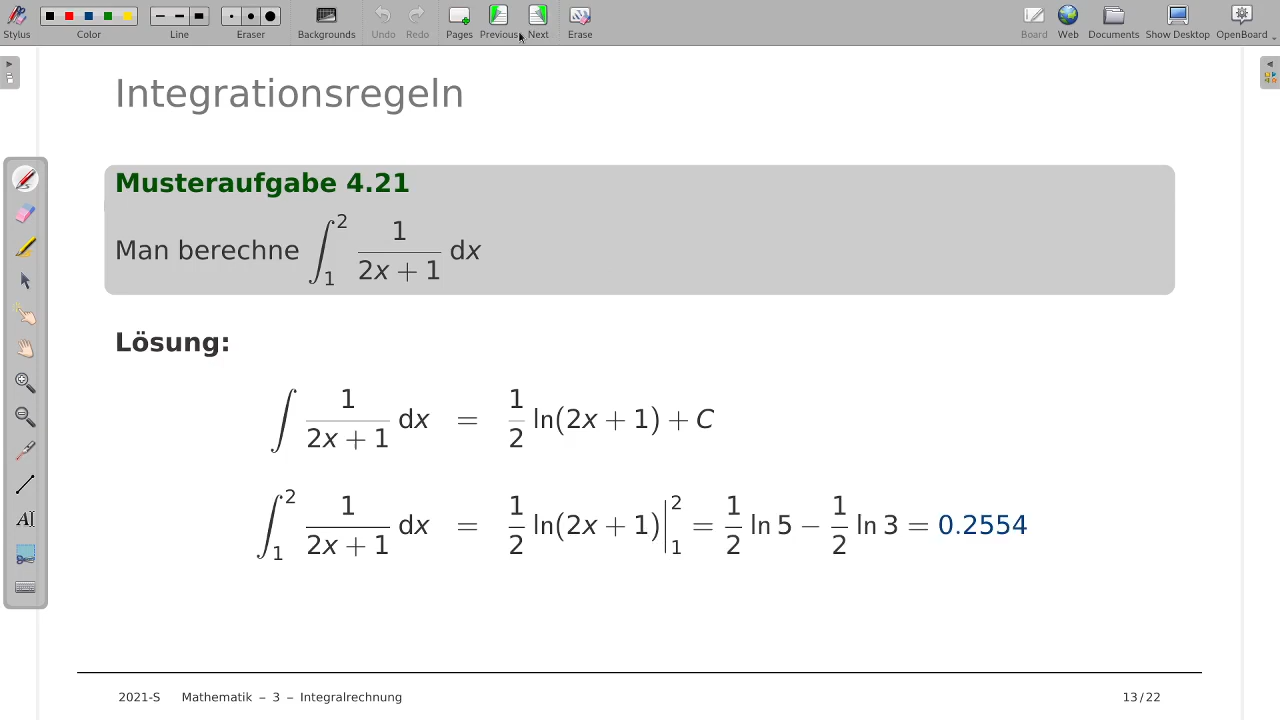 Stylus Color Line Eraser Backgrounds Undo Redo Pages Previous Next Erase Board Web Documents Show Desktop OpenBoard
Integrationsregeln
Musteraufgabe 4.21
Man berechne ∫₁² 1/(2x + 1) dx
Lösung:
∫ 1/(2x + 1) dx = 1/2 ln(2x + 1) + C
∫₁² 1/(2x + 1) dx = 1/2 ln(2x + 1)|₁² = 1/2 ln 5 − 1/2 ln 3 = 0.2554
AI
2021-S Mathematik – 3 – Integralrechnung 13/22